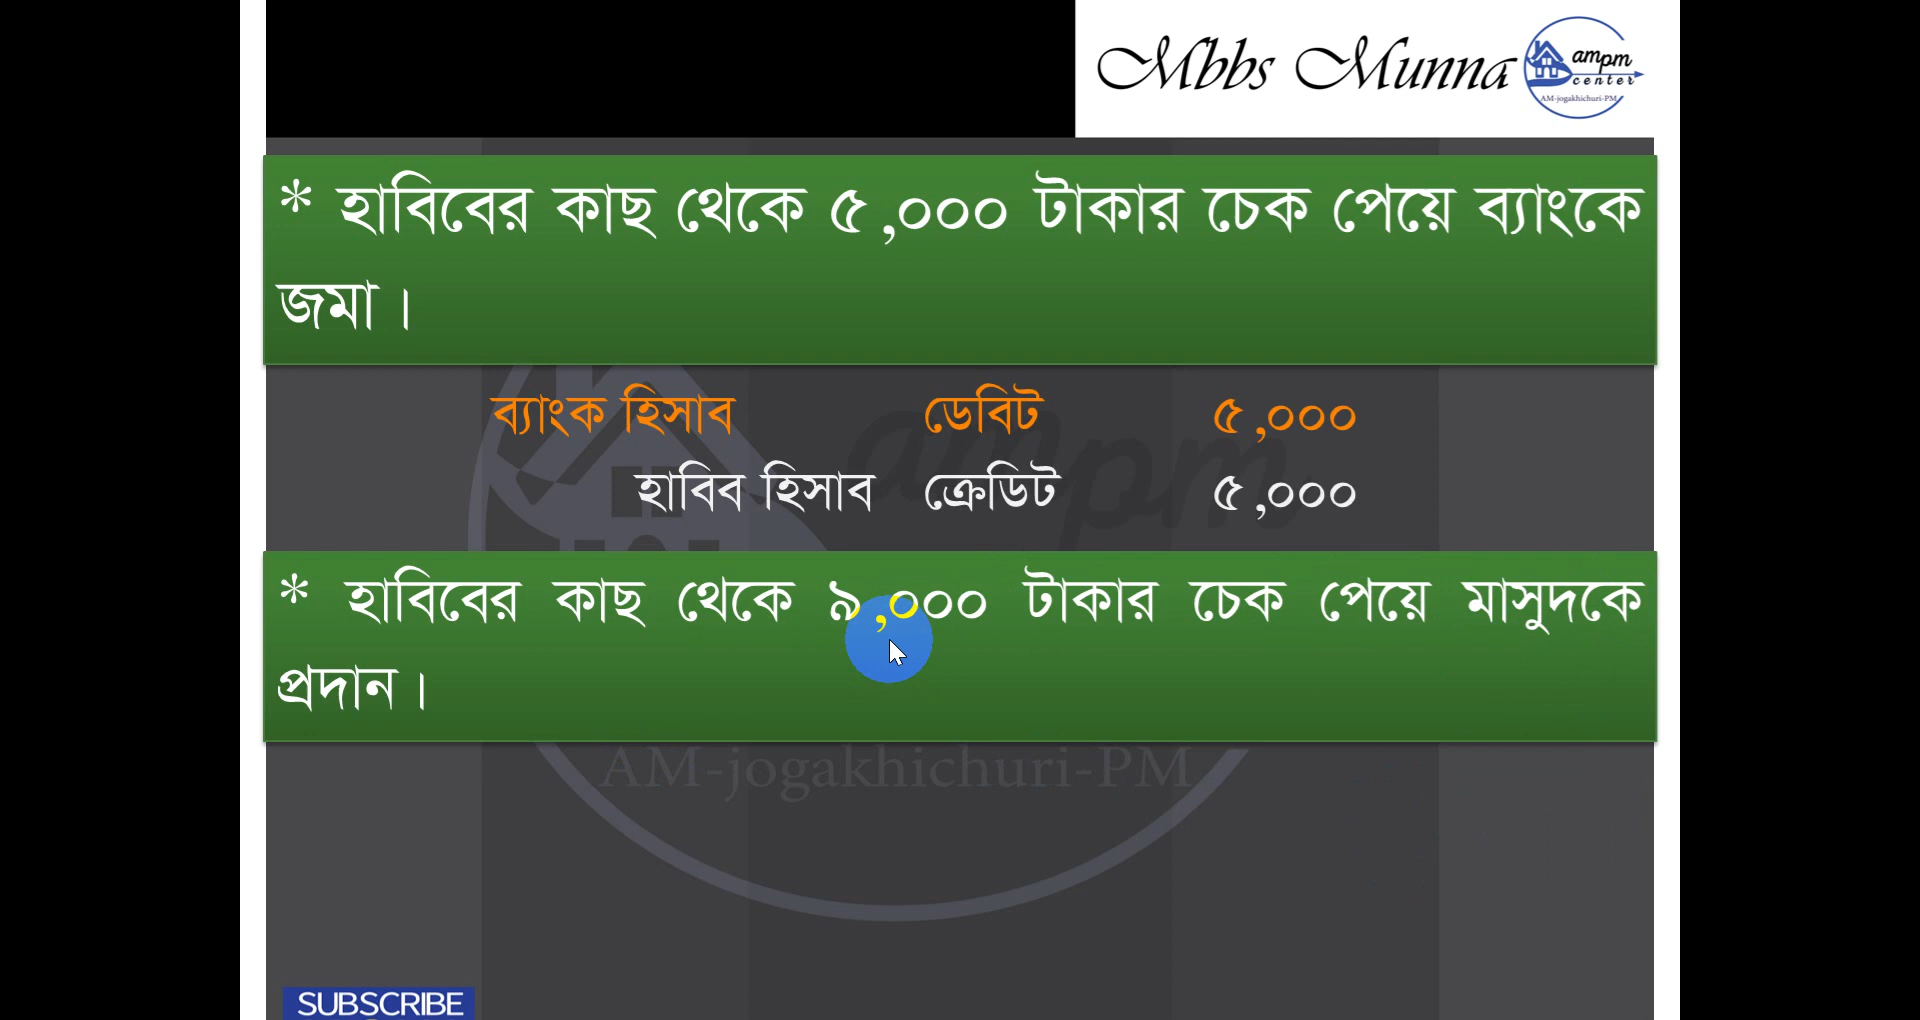 Mbbs Munna
ampm
center
AM-jogakhichuri-PM
* হাবিবের কাছ থেকে ৫,০০০ টাকার চেক পেয়ে ব্যাংকে
জমা।
ব্যাংক হিসাব ডেবিট ৫,০০০
হাবিব হিসাব ক্রেডিট ৫,০০০
ampm
* হাবিবের কাছ থেকে ৯,০০০ টাকার চেক পেয়ে মাসুদকে
প্রদান।
AM-jogakhichuri-PM
SUBSCRIBE